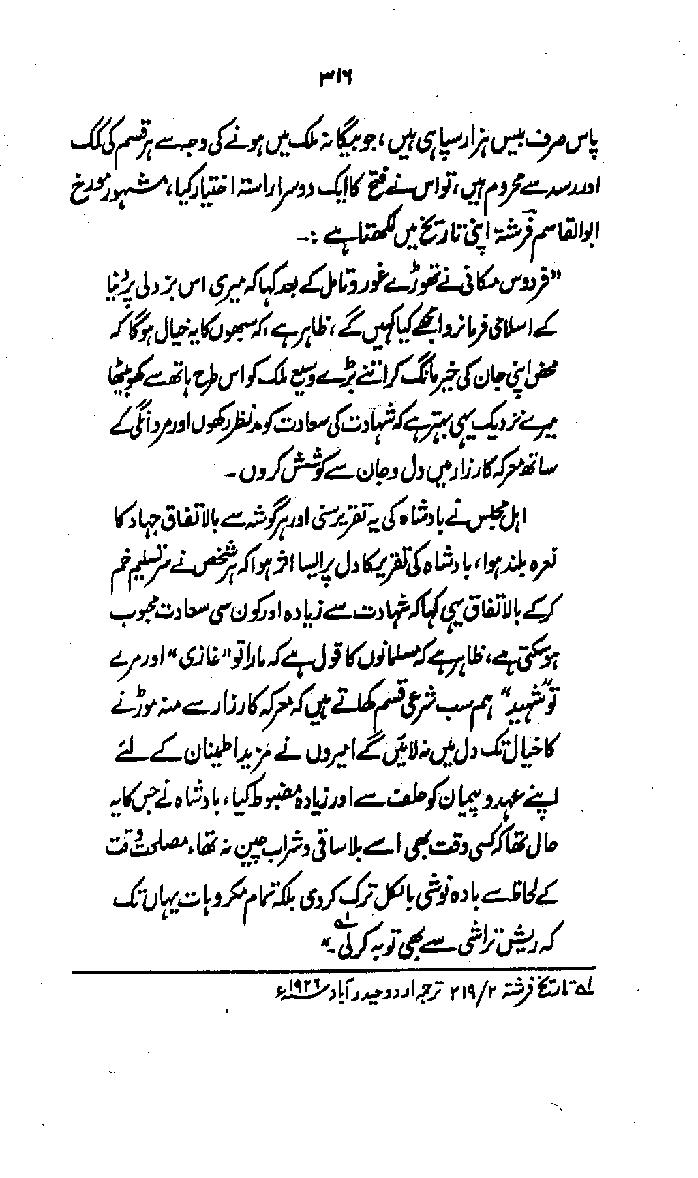 ۳۱۶
پاس صرف بیس ہزار سپاہی ہیں، جو بیگانہ ملک میں ہونے کی وجہ سے ہر قسم کی کمک
اور رسد سے محروم ہیں، تو اس نے فتح کا ایک دوسرا راستہ اختیار کیا، مشہور مورخ
ابوالقاسم فرشتہ اپنی تاریخ میں لکھتا ہے :۔
"فردوس مکانی نے تھوڑے غور و تامل کے بعد کہا کہ میری اس بزدلی پر دنیا
کے اسلامی فرمانروا مجھے کیا کہیں گے، ظاہر ہے، کہ سبھوں کا یہ خیال ہو گا کہ
محض اپنی جان کی خیر مانگ کر اتنے بڑے وسیع ملک کو اس طرح ہاتھ سے کھو بیٹھا
میرے نزدیک یہی بہتر ہے کہ شہادت کی سعادت کو مدنظر رکھوں اور مردانگی کے
ساتھ معرکہ کارزار میں دل و جان سے کوشش کروں۔
اہل مجلس نے بادشاہ کی یہ تقریر سنی اور ہر گوشہ سے بالاتفاق جہاد کا
نعرہ بلند ہوا، بادشاہ کی تقریر کا دل پر ایسا اثر ہوا کہ ہر شخص نے سر تسلیم خم
کر کے بالاتفاق یہی کہا کہ شہادت سے زیادہ اور کون سی سعادت محبوب
ہو سکتی ہے، ظاہر ہے کہ مسلمانوں کا قول ہے کہ مارا تو "غازی" اور مرے
تو "شہید" ہم سب شرعی قسم کھاتے ہیں کہ معرکہ کارزار سے منہ موڑنے
کا خیال تک دل میں نہ لائیں گے امیروں نے مزید اطمینان کے لئے
اپنے عہد و پیمان کو حلف سے اور زیادہ مضبوط کیا، بادشاہ نے جس کا یہ
حال تھا کہ کسی وقت بھی اسے بلا ساقی و شراب چین نہ تھا، مصلحت وقت
کے لحاظ سے بادہ نوشی بالکل ترک کر دی بلکہ تمام مکروہات یہاں تک
کہ ریش تراشی سے بھی توبہ کر لی۔"؎۱
؎۱ تاریخ فرشتہ ۲/۲۱۹ ترجمہ اردو حیدرآباد ۱۹۲۶ء